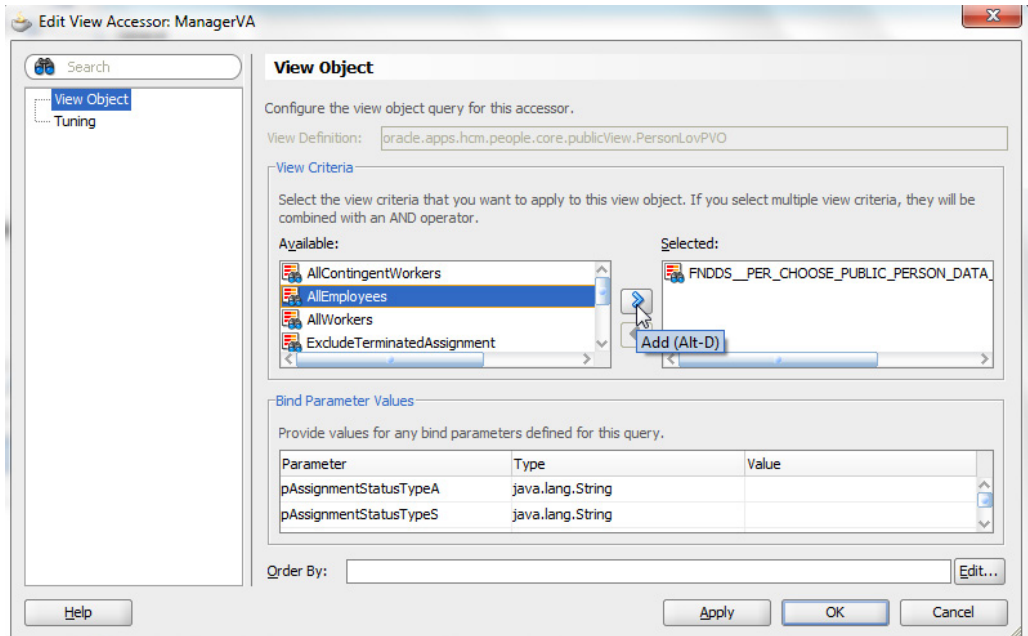 Edit View Accessor: ManagerVA
Search
View Object
Tuning
View Object
Configure the view object query for this accessor.
View Definition: oracle.apps.hcm.people.core.publicView.PersonLovPVO
View Criteria
Select the view criteria that you want to apply to this view object. If you select multiple view criteria, they will be
combined with an AND operator.
Available:
AllContingentWorkers
AllEmployees
AllWorkers
ExcludeTerminatedAssignment
Add (Alt-D)
Selected:
FNDDS__PER_CHOOSE_PUBLIC_PERSON_DATA_
Bind Parameter Values
Provide values for any bind parameters defined for this query.
Parameter Type Value
pAssignmentStatusTypeA java.lang.String
pAssignmentStatusTypeS java.lang.String
Order By: Edit...
Help Apply OK Cancel